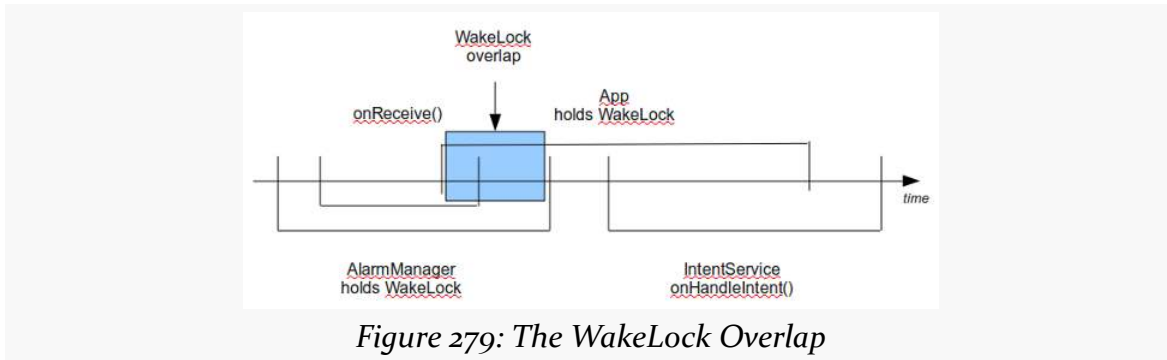 WakeLock
overlap
onReceive()
App
holds WakeLock
time
AlarmManager
holds WakeLock
IntentService
onHandleIntent()
Figure 279: The WakeLock Overlap